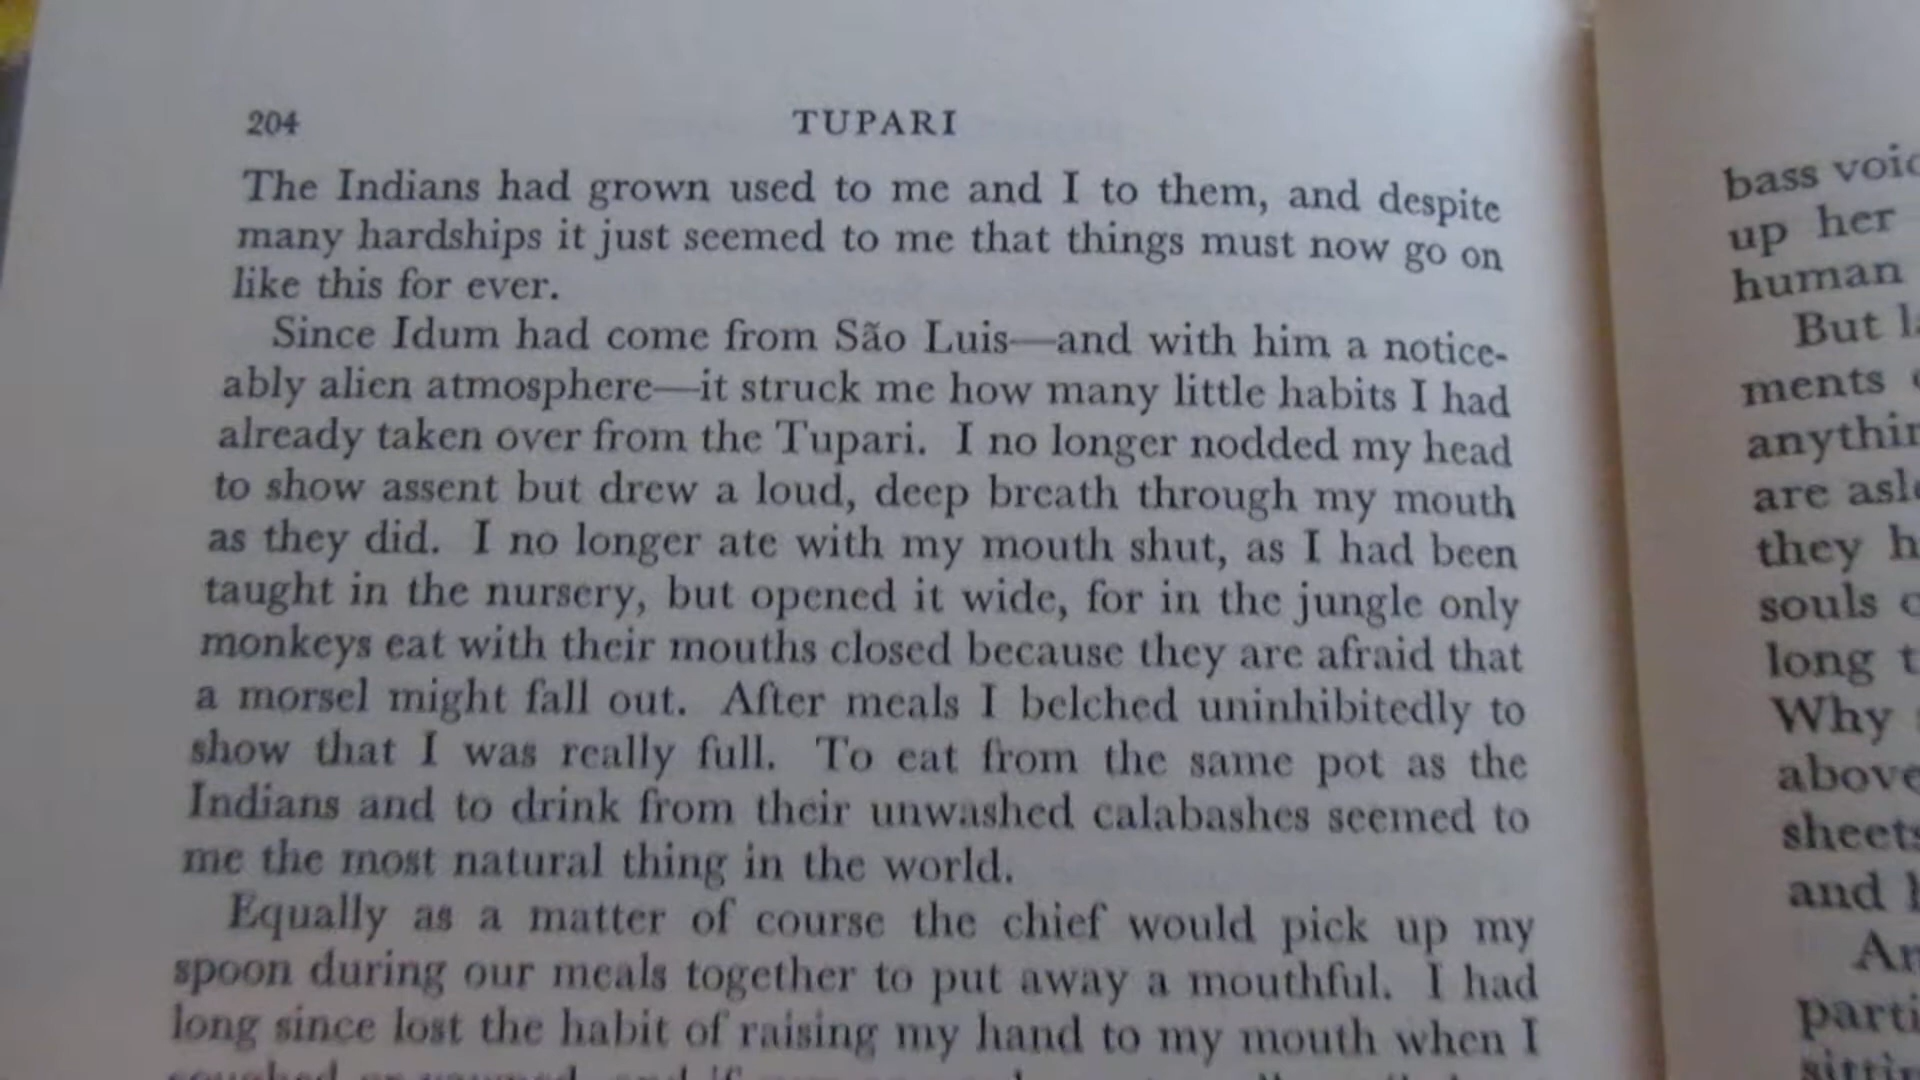 204
TUPARI
The Indians had grown used to me and I to them, and despite
many hardships it just seemed to me that things must now go on
like this for ever.
Since Idum had come from São Luis—and with him a notice-
ably alien atmosphere—it struck me how many little habits I had
already taken over from the Tupari. I no longer nodded my head
to show assent but drew a loud, deep breath through my mouth
as they did. I no longer ate with my mouth shut, as I had been
taught in the nursery, but opened it wide, for in the jungle only
monkeys eat with their mouths closed because they are afraid that
a morsel might fall out. After meals I belched uninhibitedly to
show that I was really full. To eat from the same pot as the
Indians and to drink from their unwashed calabashes seemed to
me the most natural thing in the world.
Equally as a matter of course the chief would pick up my
spoon during our meals together to put away a mouthful. I had
long since lost the habit of raising my hand to my mouth when I
bass
up her
human
But
ments
are
they
souls
long
Why
above
sheets
and